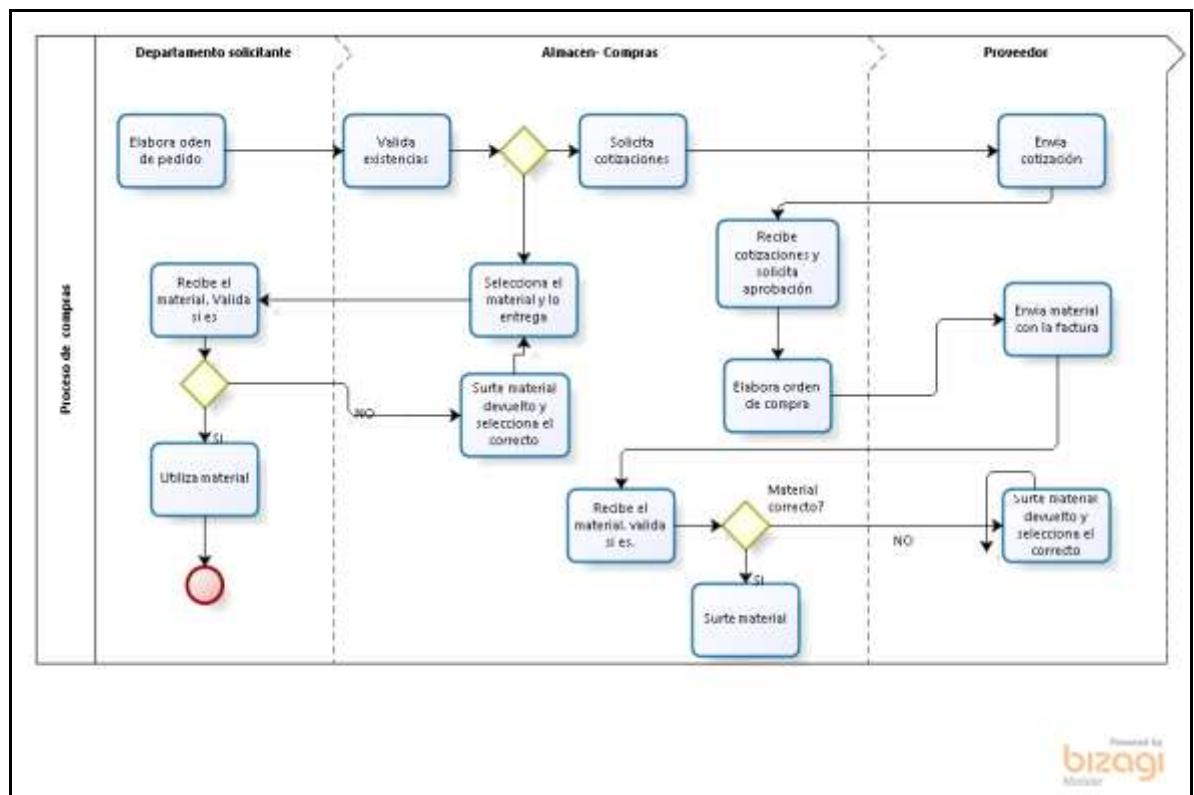 Departamento solicitante
Almacen- Compras
Proveedor
Proceso de compras
Elabora oden
de pedido
Valida
existencias
Solicita
cotizaciones
Envia
cotización
Recibe
cotizaciones y
solicita
aprobación
Recibe el
material. Valida
si es
Selecciona el
material y lo
entrega
Envia material
con la factura
Elabora orden
de compra
NO
Surte material
devuelto y
selecciona el
correcto
SI
Utiliza material
Recibe el
material. valida
si es.
Material
correcto?
NO
Surte material
devuelto y
selecciona el
correcto
SI
Surte material
Powered by
bizagi
Modeler